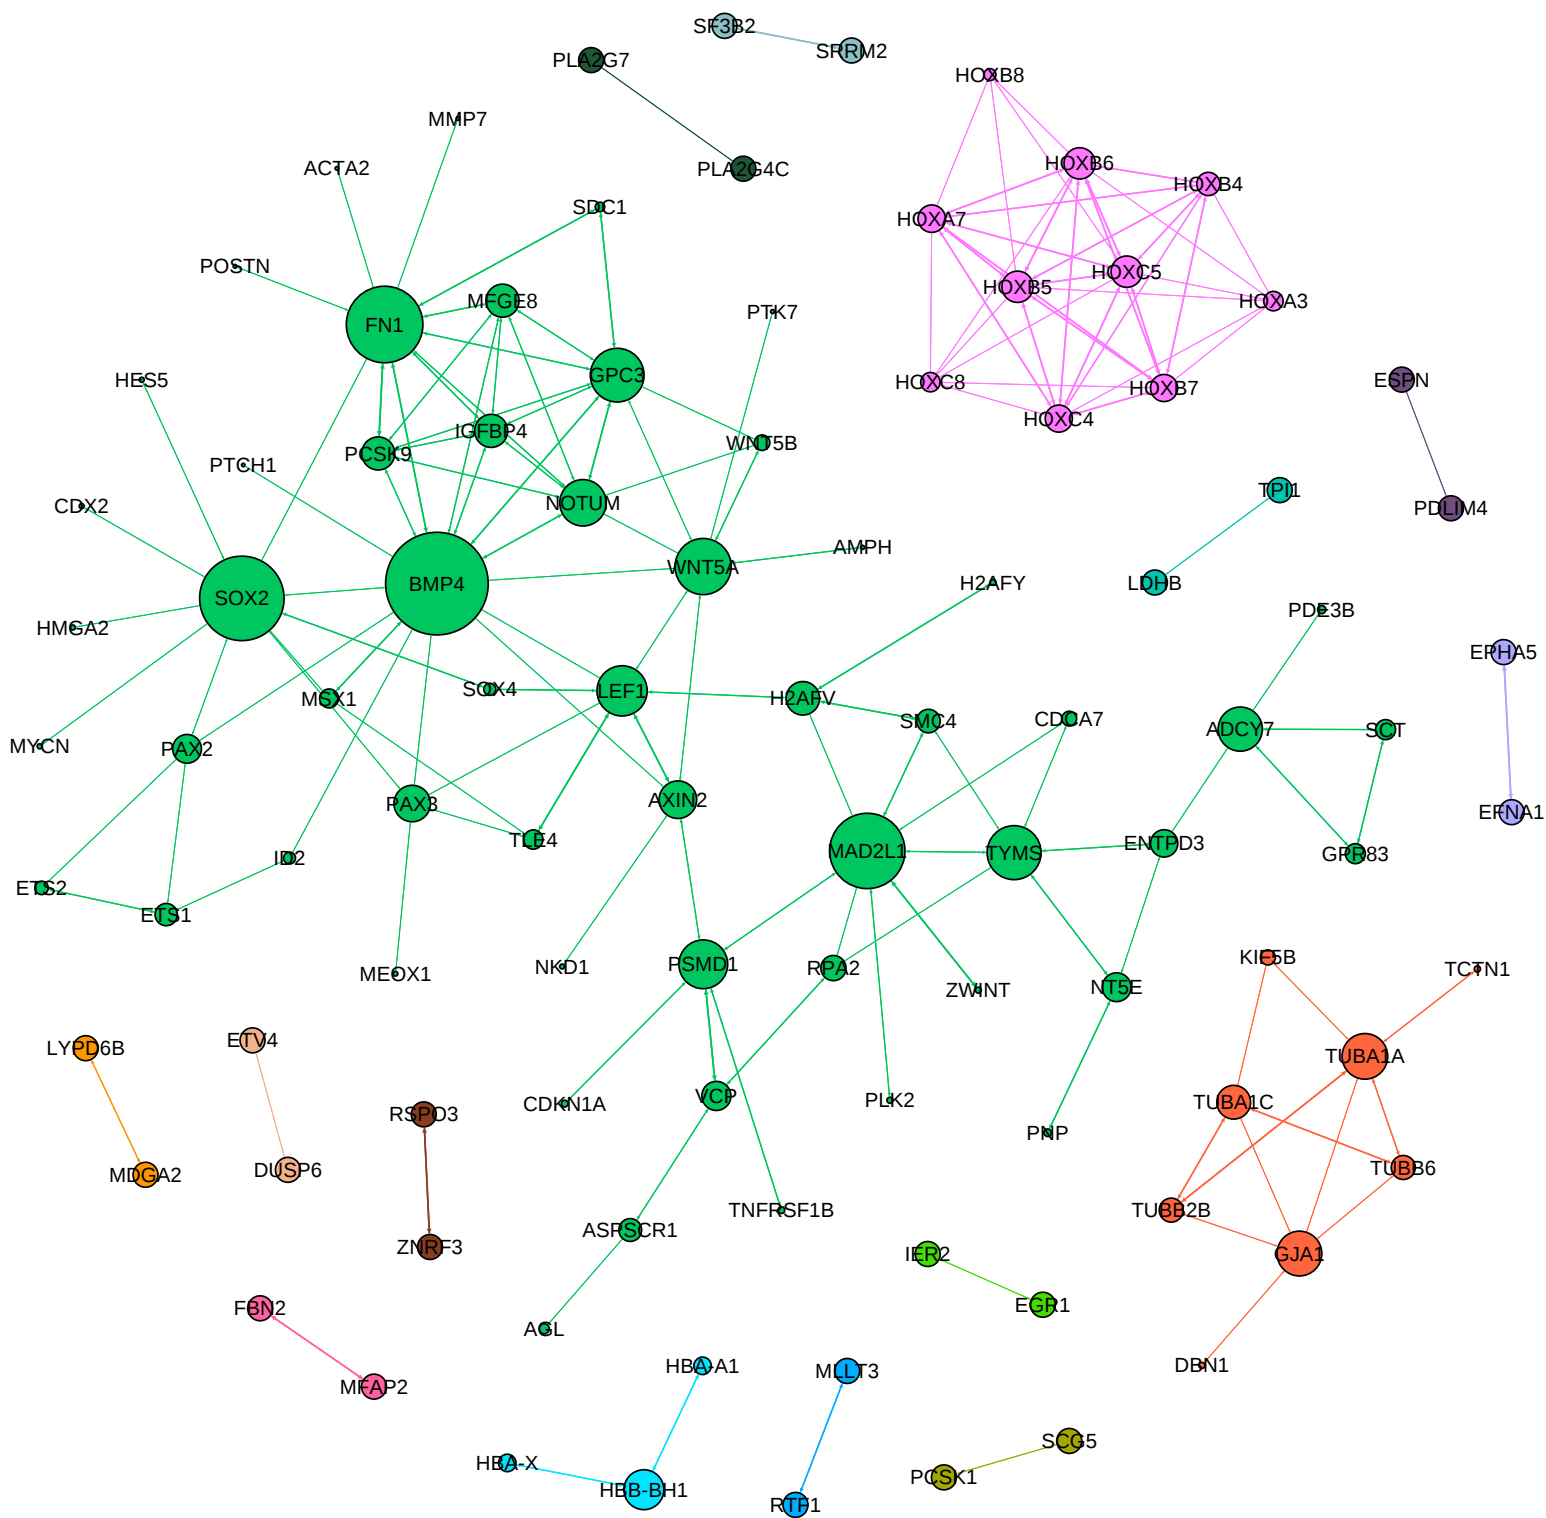 SF3B2
SPRM2
PLA2G7
HOXB8
MMP7
HOXB6
ACTA2
PLA2G4C
HOXB4
SDC1
HOXA7
POSTN
HOXC5
HOXB5
MFGE8
HOXA3
PTK7
FN1
GPC3
HES5
ESPN
HOXC8
HOXB7
HOXC4
IGFBP4
WNT5B
PCSK9
PTCH1
TPI1
CDX2
NOTUM
PDLIM4
AMPH
WNT5A
BMP4
H2AFY
LDHB
SOX2
PDE3B
HMGA2
EPHA5
SOX4
LEF1
MSX1
H2AFV
SMC4
CDCA7
ADCY7
SCT
MYCN
PAX2
AXIN2
PAX3
EFNA1
TLE4
MAD2L1
TYMS
ENTPD3
GPR83
ID2
ETS2
ETS1
KIF5B
PSMD1
NKD1
RPA2
TCTN1
MEOX1
ZWINT
NT5E
ETV4
LYPD6B
TUBA1A
VCP
PLK2
CDKN1A
TUBA1C
RSPO3
PNP
DUSP6
MDGA2
TUBB6
TNFRSF1B
TUBB2B
ASPSCR1
ZNRF3
IER2
GJA1
FBN2
EGR1
AGL
HBA-A1
DBN1
MLLT3
MFAP2
SCG5
HBA-X
PCSK1
HBB-BH1
RTF1